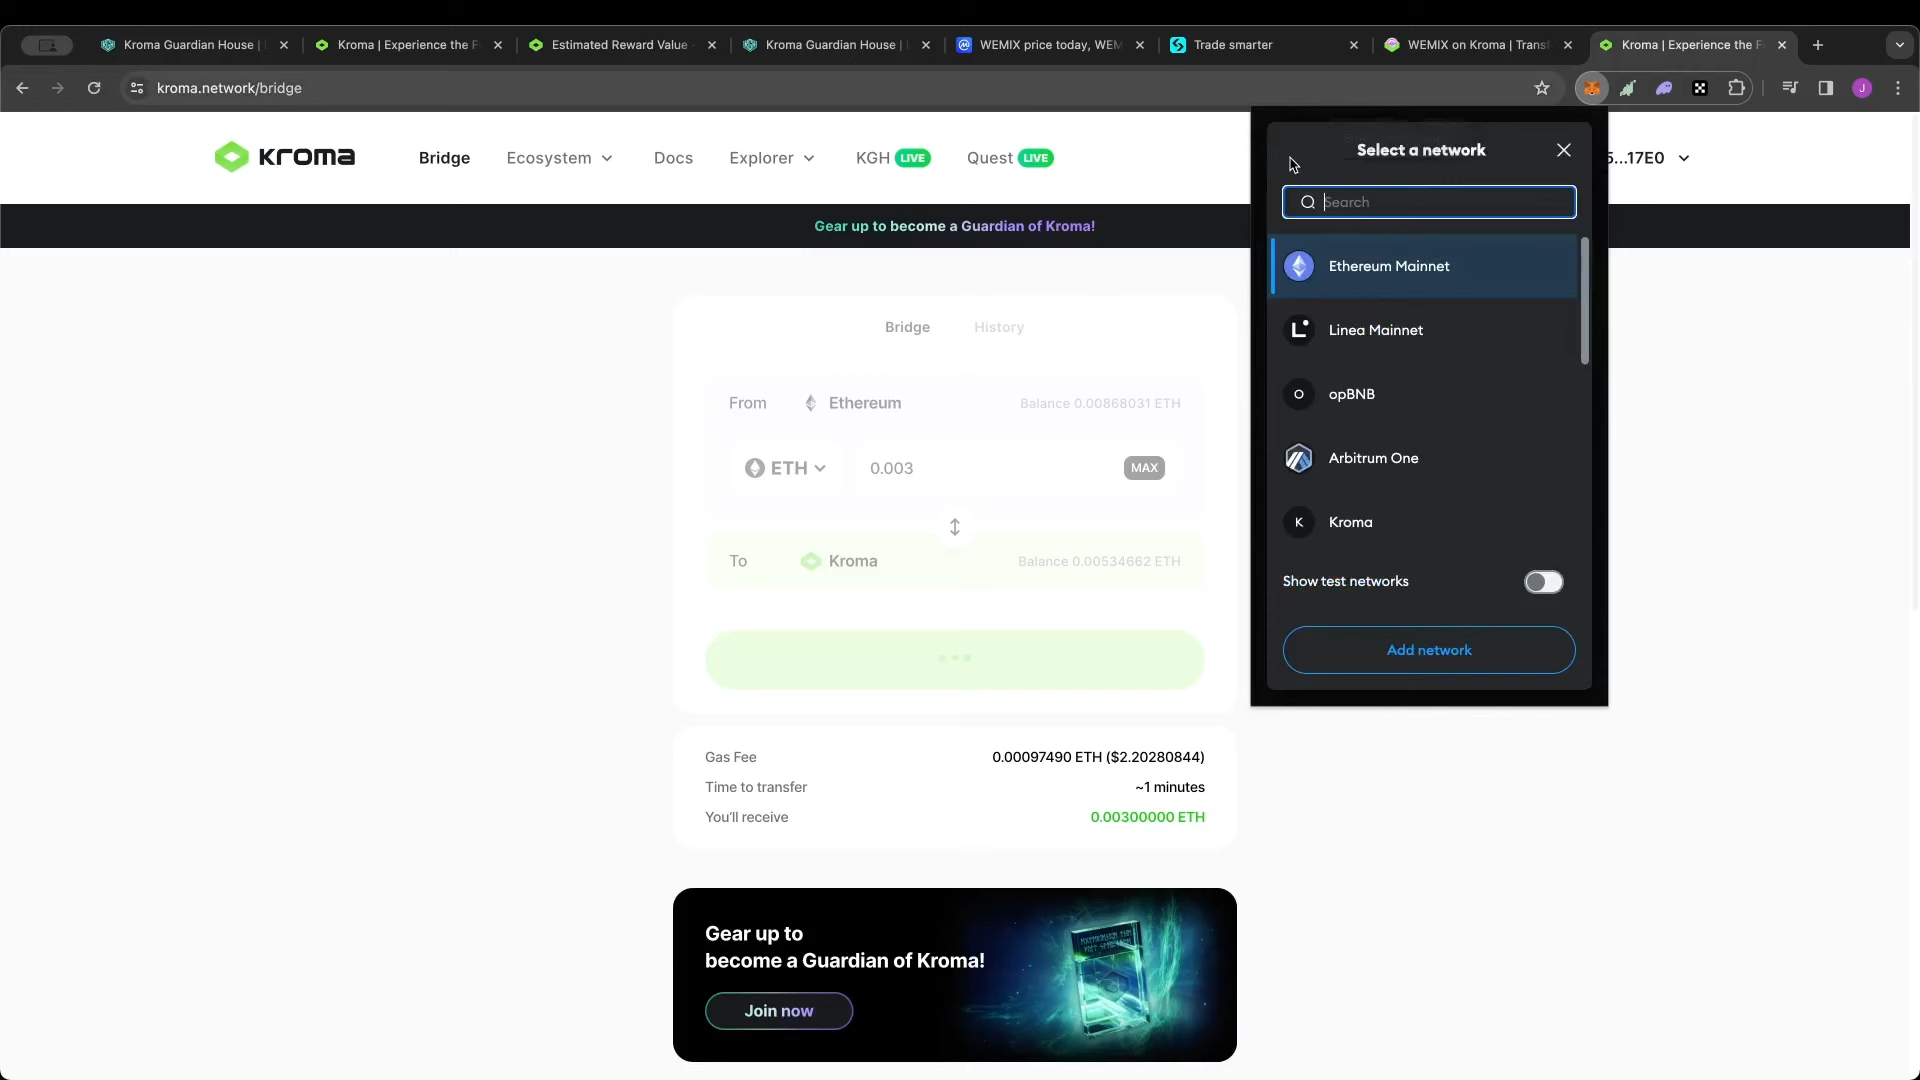 Kroma Guardian House |
Kroma | Experience the F
Estimated Reward Value
Kroma Guardian House |
WEMIX price today, WEM
Trade smarter
WEMIX on Kroma | Transf
Kroma | Experience the F
kroma.network/bridge
J
kroma
Bridge
Ecosystem
Docs
Explorer
KGH LIVE
Quest LIVE
5...17E0
Gear up to become a Guardian of Kroma!
Bridge
History
From
Ethereum
Balance 0.00868031 ETH
ETH
0.003
MAX
To
Kroma
Balance 0.00534662 ETH
Gas Fee
0.00097490 ETH ($2.20280844)
Time to transfer
~1 minutes
You'll receive
0.00300000 ETH
Gear up to
become a Guardian of Kroma!
Join now
Select a network
Search
Ethereum Mainnet
Linea Mainnet
O
opBNB
Arbitrum One
K
Kroma
Show test networks
Add network